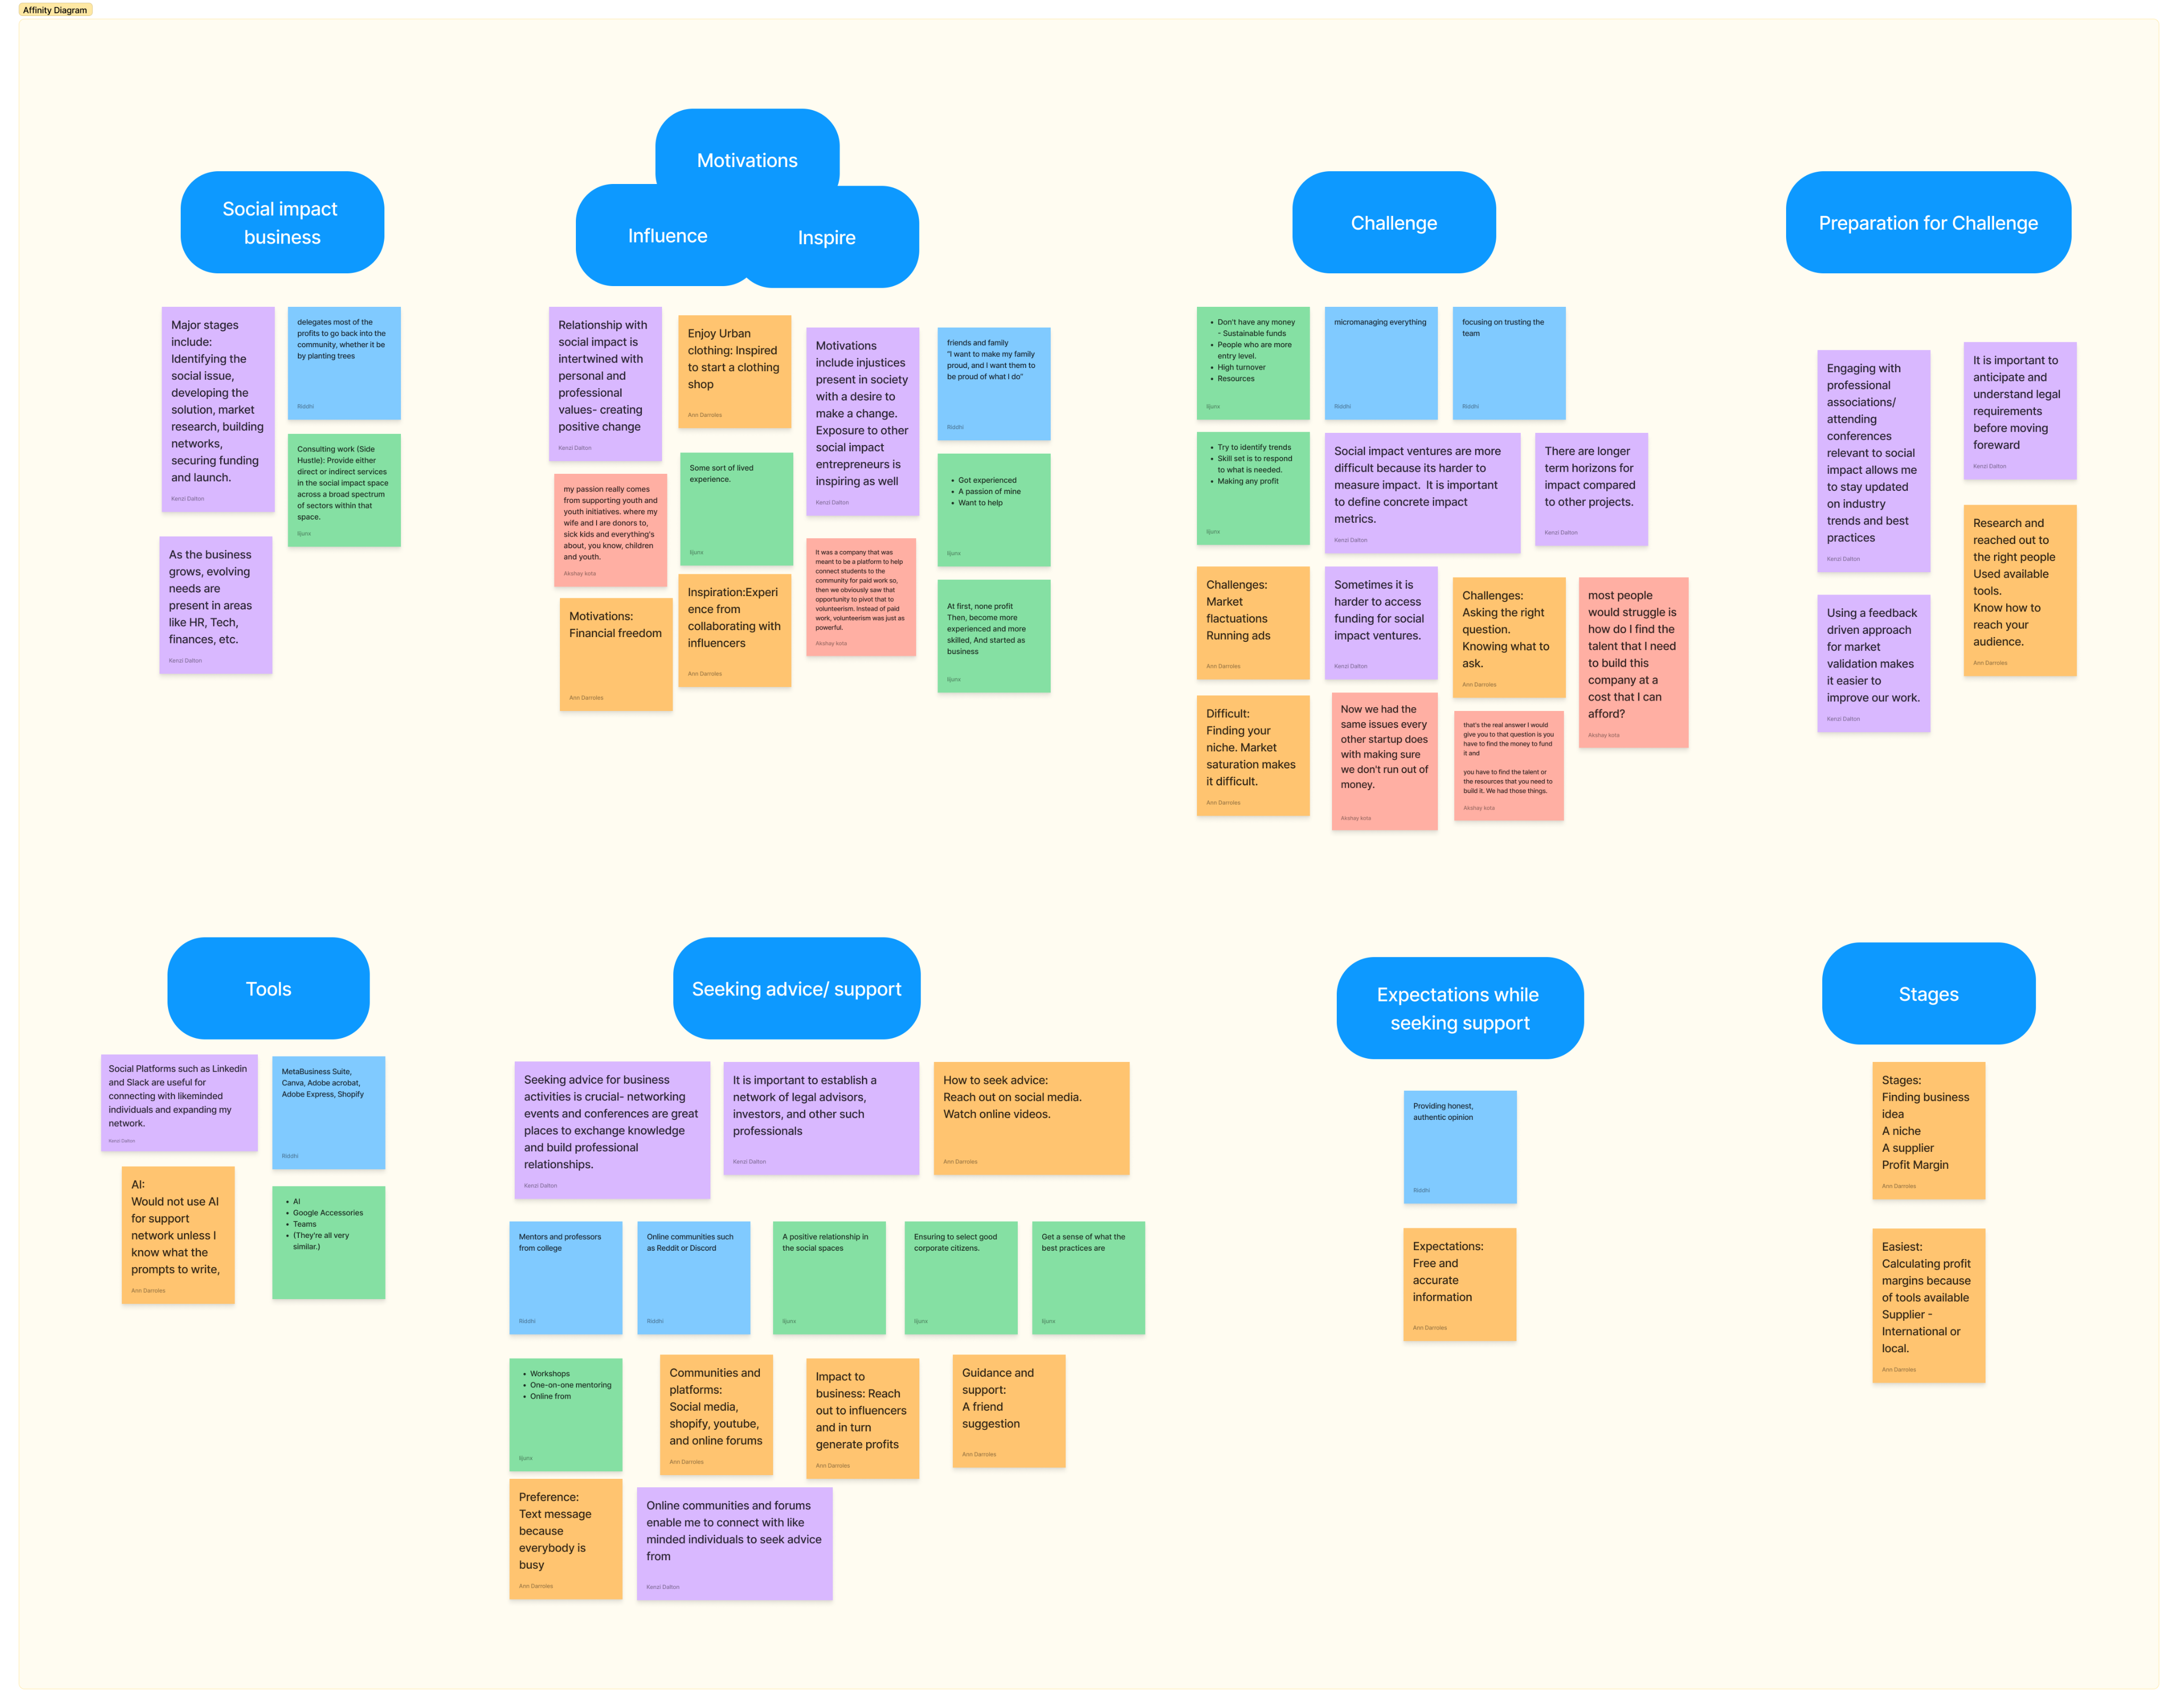 Affinity Diagram
Social impact
business
Major stages
include:
Identifying the
social issue,
developing the
solution, market
research, building
networks,
securing funding
and launch.
Kenzi Dalton
delegates most of the
profits to go back into the
community, whether it be
by planting trees
Riddhi
Consulting work (Side
Hustle): Provide either
direct or indirect services
in the social impact space
across a broad spectrum
of sectors within that
space.
lijunx
As the business
grows, evolving
needs are
present in areas
like HR, Tech,
finances, etc.
Kenzi Dalton
Motivations
Influence
Inspire
Relationship with
social impact is
intertwined with
personal and
professional
values- creating
positive change
Kenzi Dalton
Enjoy Urban
clothing: Inspired
to start a clothing
shop
Ann Darroles
Motivations
include injustices
present in society
with a desire to
make a change.
Exposure to other
social impact
entrepreneurs is
inspiring as well
Kenzi Dalton
friends and family
"I want to make my family
proud, and I want them to
be proud of what I do"
Riddhi
my passion really comes
from supporting youth and
youth initiatives. where my
wife and I are donors to,
sick kids and everything's
about, you know, children
and youth.
Akshay kota
Some sort of lived
experience.
lijunx
Got experienced
A passion of mine
Want to help
lijunx
It was a company that was
meant to be a platform to help
connect students to the
community for paid work so,
then we obviously saw that
opportunity to pivot that to
volunteerism. Instead of paid
work, volunteerism was just as
powerful.
Akshay kota
Motivations:
Financial freedom
Ann Darroles
Inspiration:Experi
ence from
collaborating with
influencers
Ann Darroles
At first, none profit
Then, become more
experienced and more
skilled, And started as
business
lijunx
Challenge
Don't have any money
- Sustainable funds
People who are more
entry level.
High turnover
Resources
lijunx
micromanaging everything
Riddhi
focusing on trusting the
team
Riddhi
Try to identify trends
Skill set is to respond
to what is needed.
Making any profit
lijunx
Social impact ventures are more
difficult because its harder to
measure impact. It is important
to define concrete impact
metrics.
Kenzi Dalton
There are longer
term horizons for
impact compared
to other projects.
Kenzi Dalton
Challenges:
Market
flactuations
Running ads
Ann Darroles
Sometimes it is
harder to access
funding for social
impact ventures.
Kenzi Dalton
Challenges:
Asking the right
question.
Knowing what to
ask.
Ann Darroles
most people
would struggle is
how do I find the
talent that I need
to build this
company at a
cost that I can
afford?
Akshay kota
Difficult:
Finding your
niche. Market
saturation makes
it difficult.
Ann Darroles
Now we had the
same issues every
other startup does
with making sure
we don't run out of
money.
Akshay kota
that's the real answer I would
give you to that question is you
have to find the money to fund
it and
you have to find the talent or
the resources that you need to
build it. We had those things.
Akshay kota
Preparation for Challenge
Engaging with
professional
associations/
attending
conferences
relevant to social
impact allows me
to stay updated
on industry
trends and best
practices
Kenzi Dalton
It is important to
anticipate and
understand legal
requirements
before moving
forward
Kenzi Dalton
Research and
reached out to
the right people
Used available
tools.
Know how to
reach your
audience.
Ann Darroles
Using a feedback
driven approach
for market
validation makes
it easier to
improve our work.
Kenzi Dalton
Tools
Social Platforms such as Linkedin
and Slack are useful for
connecting with likeminded
individuals and expanding my
network.
Kenzi Dalton
MetaBusiness Suite,
Canva, Adobe acrobat,
Adobe Express, Shopify
Riddhi
AI:
Would not use AI
for support
network unless I
know what the
prompts to write,
Ann Darroles
AI
Google Accessories
Teams
(They're all very
similar.)
Seeking advice/ support
Seeking advice for business
activities is crucial- networking
events and conferences are great
places to exchange knowledge
and build professional
relationships.
Kenzi Dalton
It is important to establish a
network of legal advisors,
investors, and other such
professionals
Kenzi Dalton
How to seek advice:
Reach out on social media.
Watch online videos.
Ann Darroles
Mentors and professors
from college
Riddhi
Online communities such
as Reddit or Discord
Riddhi
A positive relationship in
the social spaces
lijunx
Ensuring to select good
corporate citizens.
lijunx
Get a sense of what the
best practices are
lijunx
Workshops
One-on-one mentoring
Online from
lijunx
Communities and
platforms:
Social media,
shopify, youtube,
and online forums
Ann Darroles
Impact to
business: Reach
out to influencers
and in turn
generate profits
Ann Darroles
Guidance and
support:
A friend
suggestion
Ann Darroles
Preference:
Text message
because
everybody is
busy
Ann Darroles
Online communities and forums
enable me to connect with like
minded individuals to seek advice
from
Kenzi Dalton
Expectations while
seeking support
Providing honest,
authentic opinion
Riddhi
Expectations:
Free and
accurate
information
Ann Darroles
Stages
Stages:
Finding business
idea
A niche
A supplier
Profit Margin
Ann Darroles
Easiest:
Calculating profit
margins because
of tools available
Supplier -
International or
local.
Ann Darroles